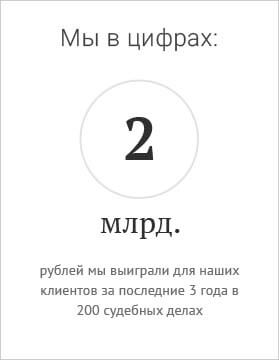 Мы в цифрах:
2
млрд.
рублей мы выиграли для наших
клиентов за последние 3 года в
200 судебных делах